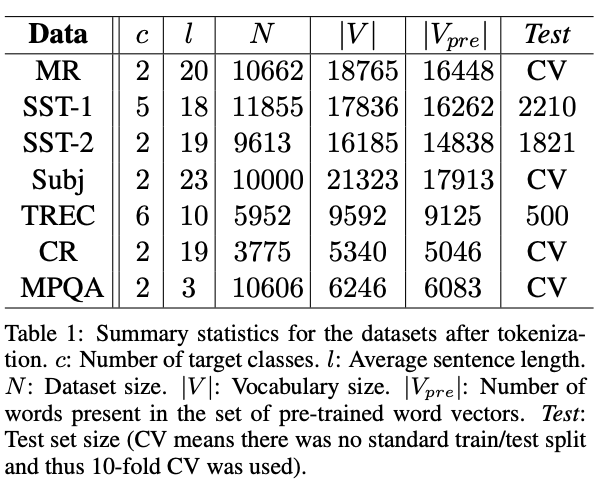 Data c l N |V| |V_pre| Test
MR 2 20 10662 18765 16448 CV
SST-1 5 18 11855 17836 16262 2210
SST-2 2 19 9613 16185 14838 1821
Subj 2 23 10000 21323 17913 CV
TREC 6 10 5952 9592 9125 500
CR 2 19 3775 5340 5046 CV
MPQA 2 3 10606 6246 6083 CV
Table 1: Summary statistics for the datasets after tokeniza-
tion. c: Number of target classes. l: Average sentence length.
N: Dataset size. |V|: Vocabulary size. |V_pre|: Number of
words present in the set of pre-trained word vectors. Test:
Test set size (CV means there was no standard train/test split
and thus 10-fold CV was used).